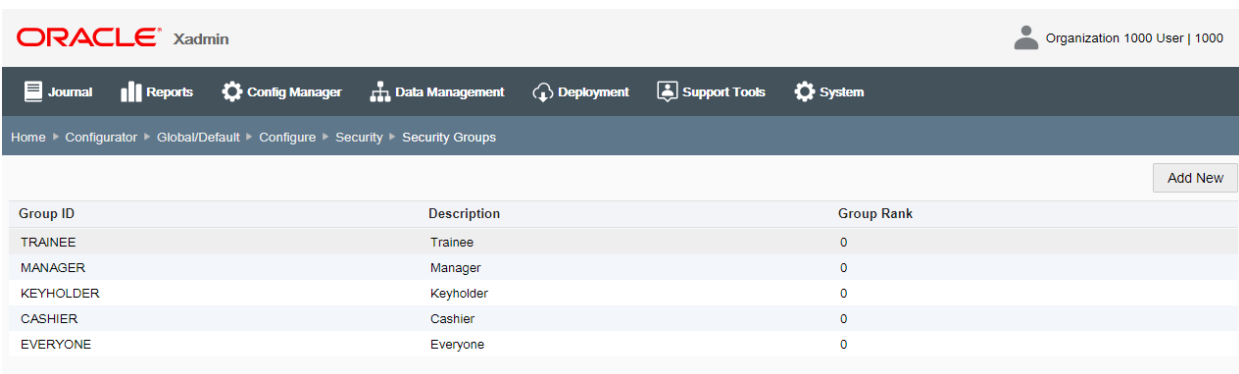 ORACLE® Xadmin
Organization 1000 User | 1000
Journal Reports Config Manager Data Management Deployment Support Tools System
Home ▸ Configurator ▸ Global/Default ▸ Configure ▸ Security ▸ Security Groups
Add New
Group ID Description Group Rank
TRAINEE Trainee 0
MANAGER Manager 0
KEYHOLDER Keyholder 0
CASHIER Cashier 0
EVERYONE Everyone 0